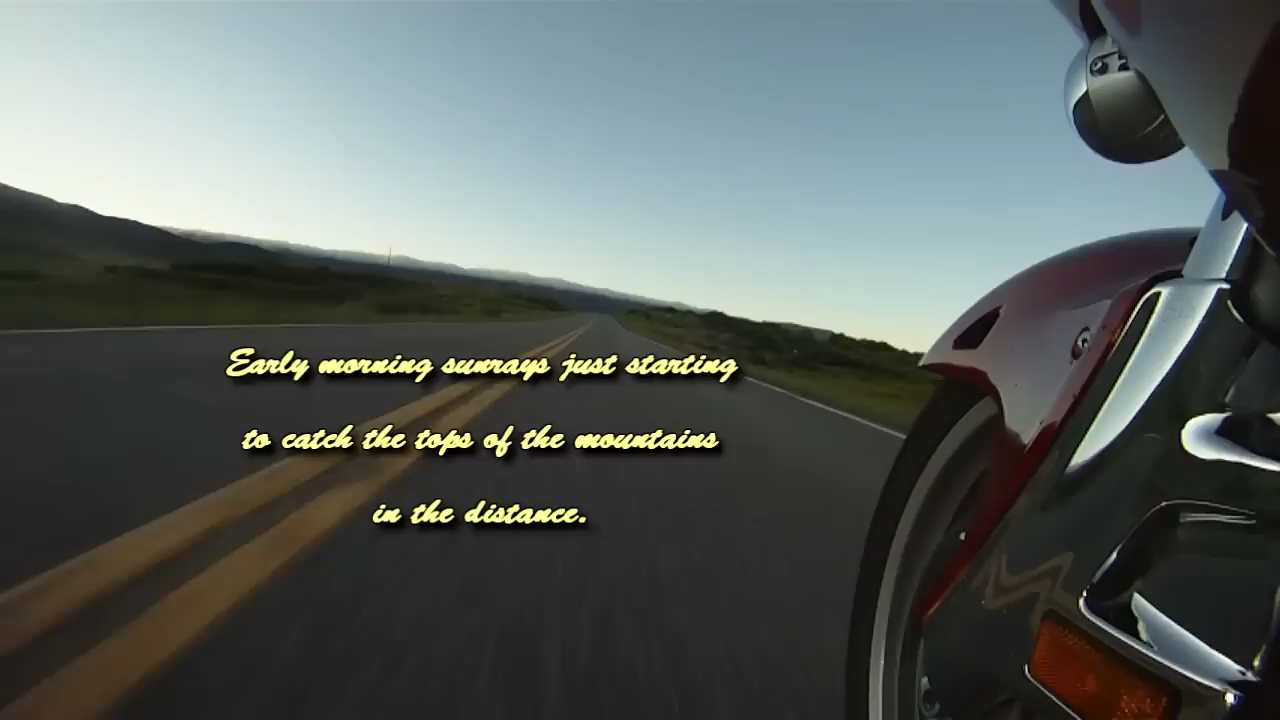 Early morning sunrays just starting
to catch the tops of the mountains
in the distance.